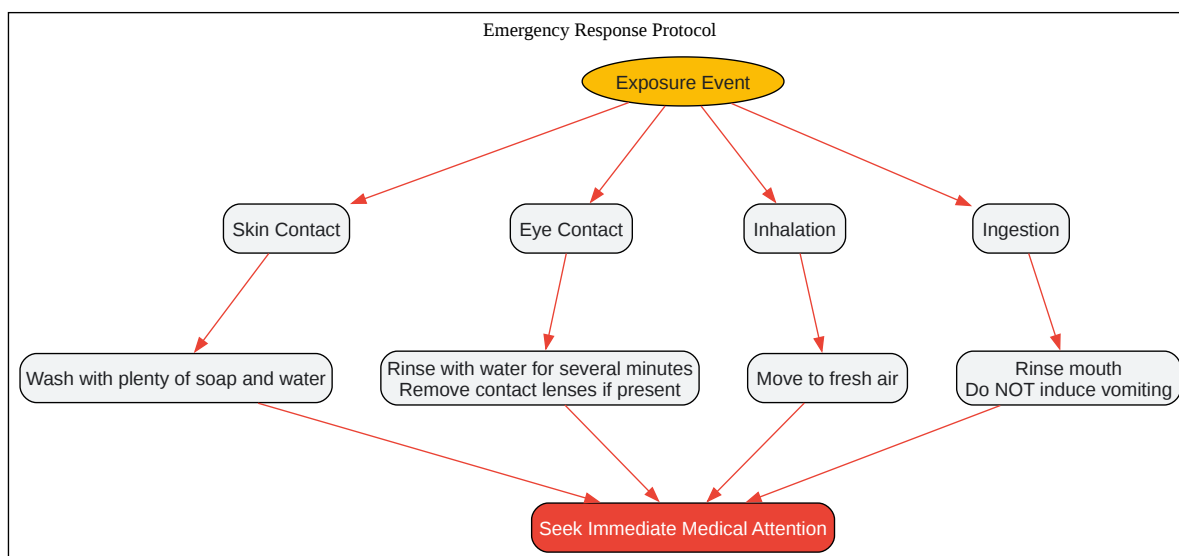 Emergency Response Protocol
Exposure Event
Skin Contact
Eye Contact
Inhalation
Ingestion
Wash with plenty of soap and water
Rinse with water for several minutes
Remove contact lenses if present
Move to fresh air
Rinse mouth
Do NOT induce vomiting
Seek Immediate Medical Attention